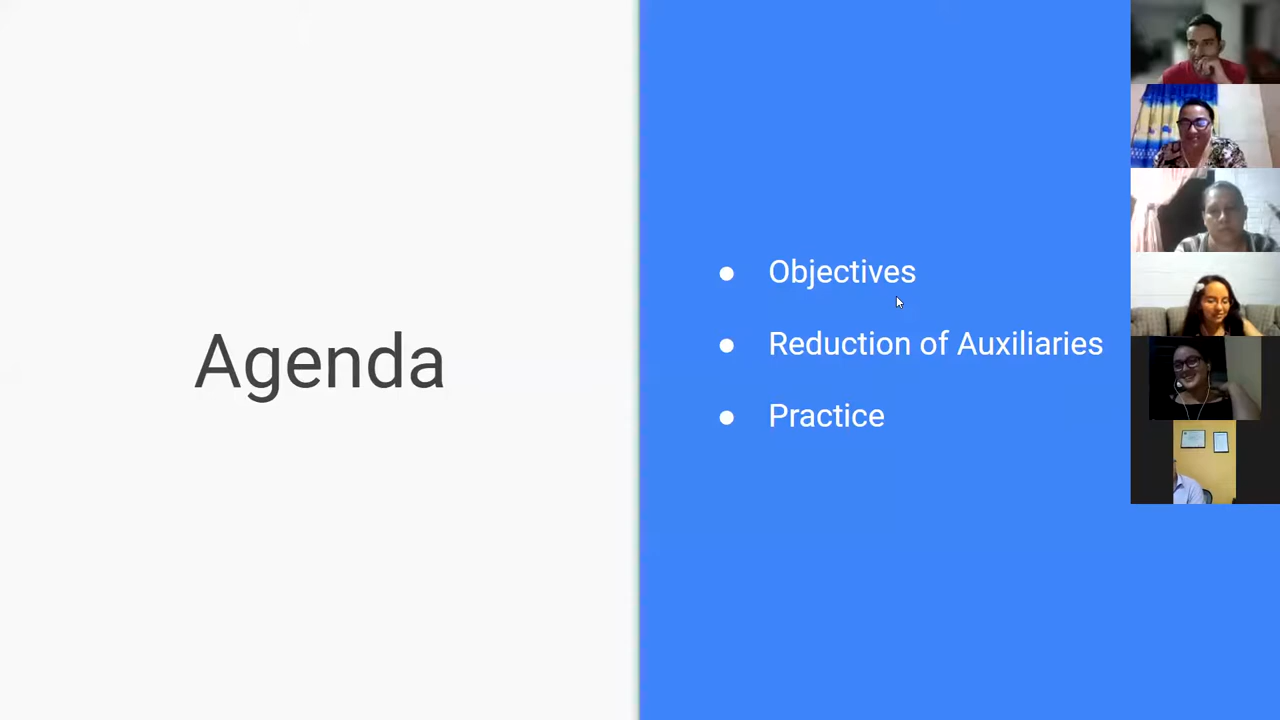 Agenda
● Objectives
● Reduction of Auxiliaries
● Practice